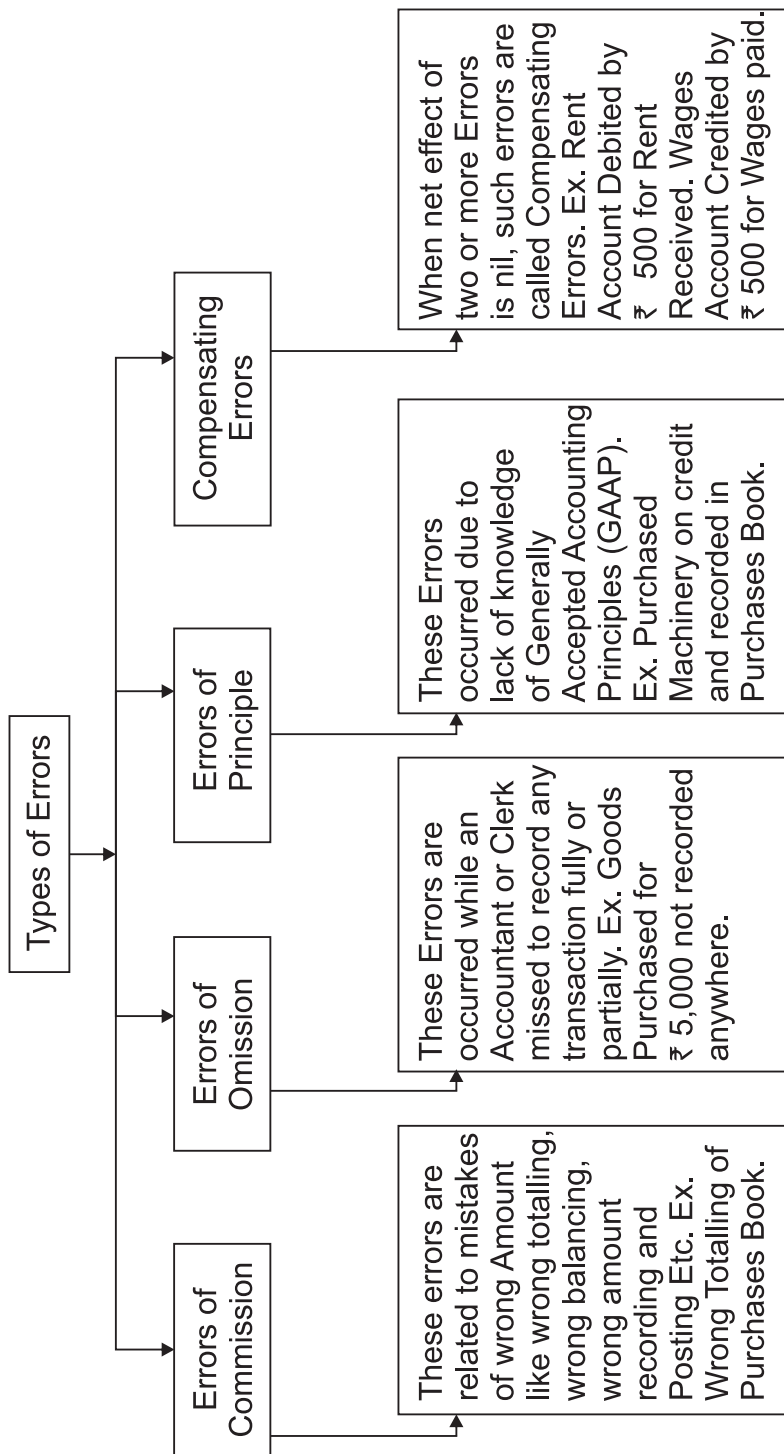 Types of Errors
Errors of
Commission
Errors of
Omission
Errors of
Principle
Compensating
Errors
These errors are
related to mistakes
of wrong Amount
like wrong totalling,
wrong balancing,
wrong amount
recording and
Posting Etc. Ex.
Wrong Totalling of
Purchases Book.
These Errors are
occurred while an
Accountant or Clerk
missed to record any
transaction fully or
partially. Ex. Goods
Purchased for
₹ 5,000 not recorded
anywhere.
These Errors
occurred due to
lack of knowledge
of Generally
Accepted Accounting
Principles (GAAP).
Ex. Purchased
Machinery on credit
and recorded in
Purchases Book.
When net effect of
two or more Errors
is nil, such errors are
called Compensating
Errors. Ex. Rent
Account Debited by
₹ 500 for Rent
Received. Wages
Account Credited by
₹ 500 for Wages paid.